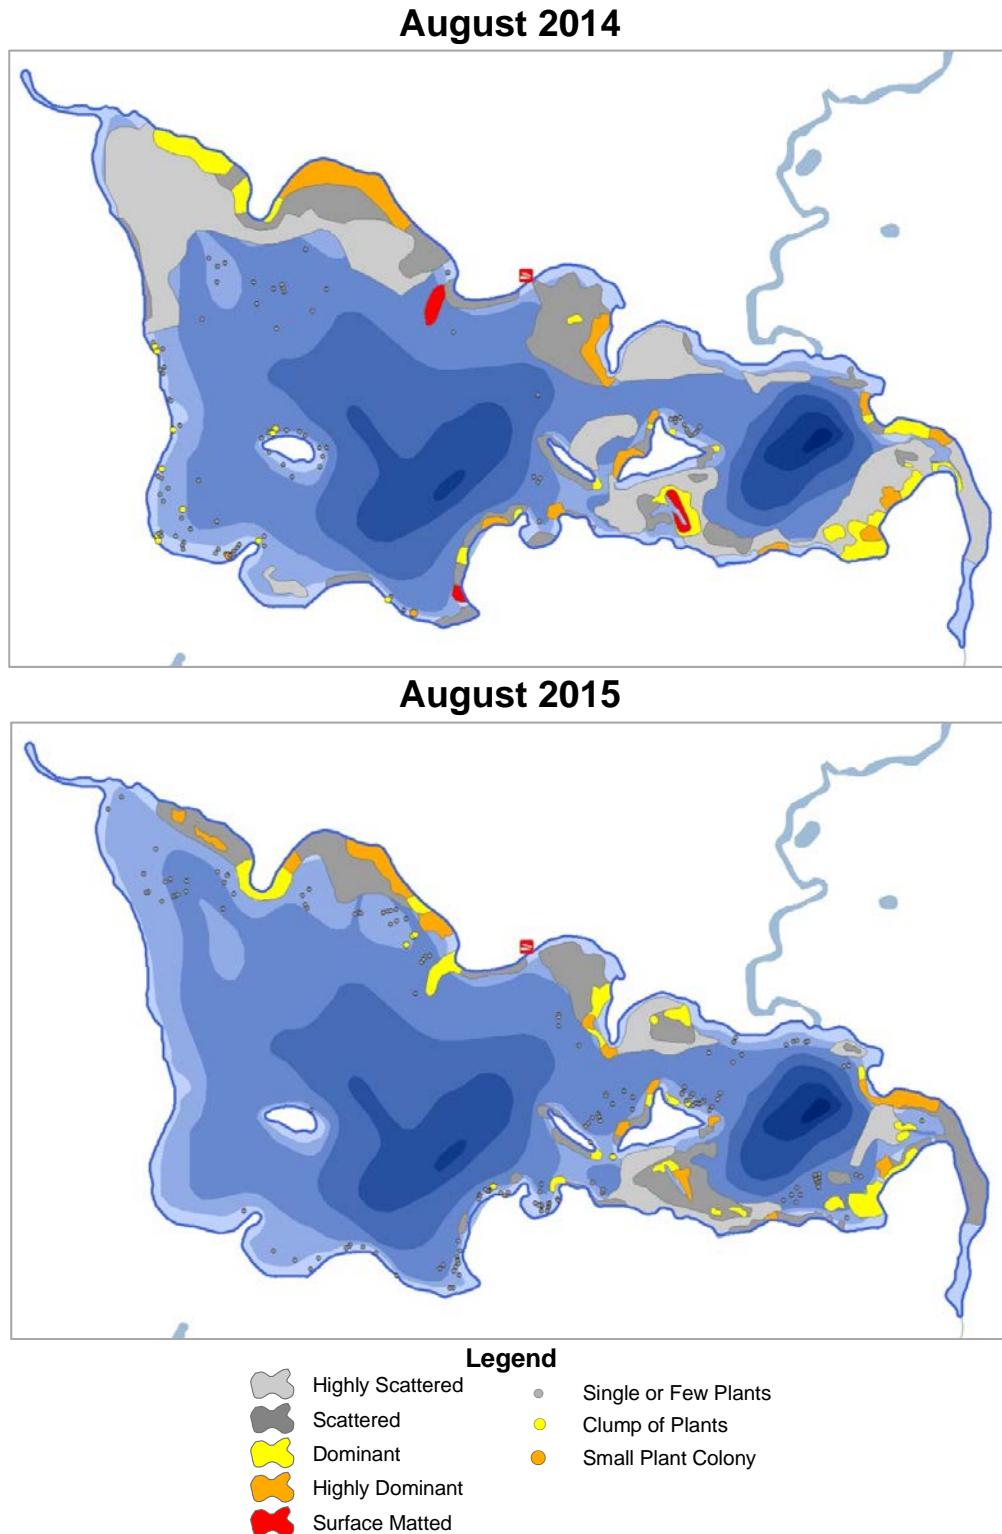 August 2014
August 2015
Legend
Highly Scattered
Scattered
Dominant
Highly Dominant
Surface Matted
Single or Few Plants
Clump of Plants
Small Plant Colony